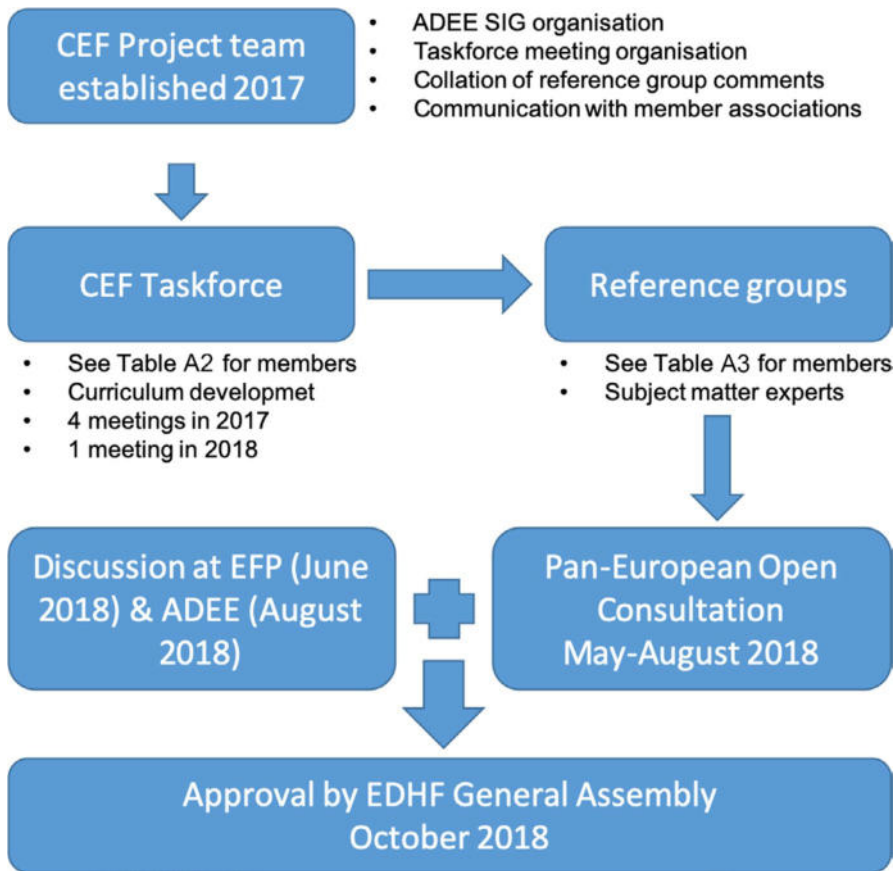 CEF Project team
established 2017
• ADEE SIG organisation
• Taskforce meeting organisation
• Collation of reference group comments
• Communication with member associations
CEF Taskforce
Reference groups
• See Table A2 for members
• Curriculum developmet
• 4 meetings in 2017
• 1 meeting in 2018
• See Table A3 for members
• Subject matter experts
Discussion at EFP (June
2018) & ADEE (August
2018)
Pan-European Open
Consultation
May-August 2018
Approval by EDHF General Assembly
October 2018